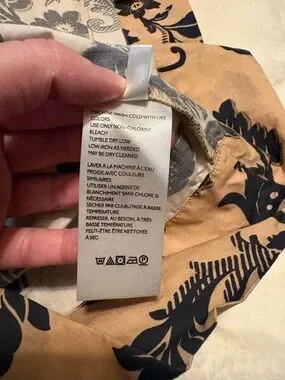 MACHINE WASH COLD WITH LIKE
COLORS
USE ONLY NON-CHLORINE
BLEACH
TUMBLE DRY LOW
LOW IRON AS NEEDED
MAY BE DRY CLEANED
LAVER À LA MACHINE À L'EAU
FROIDE AVEC COULEURS
SIMILAIRES
UTILISER UN AGENT DE
BLANCHIMENT SANS CHLORE SI
NÉCESSAIRE
SÉCHER PAR CULBUTAGE À BASSE
TEMPÉRATURE
REPASSER, AU BESOIN, À TRÈS
BASSE TEMPÉRATURE
PEUT-ÊTRE ÊTRE NETTOYÉE
À SEC